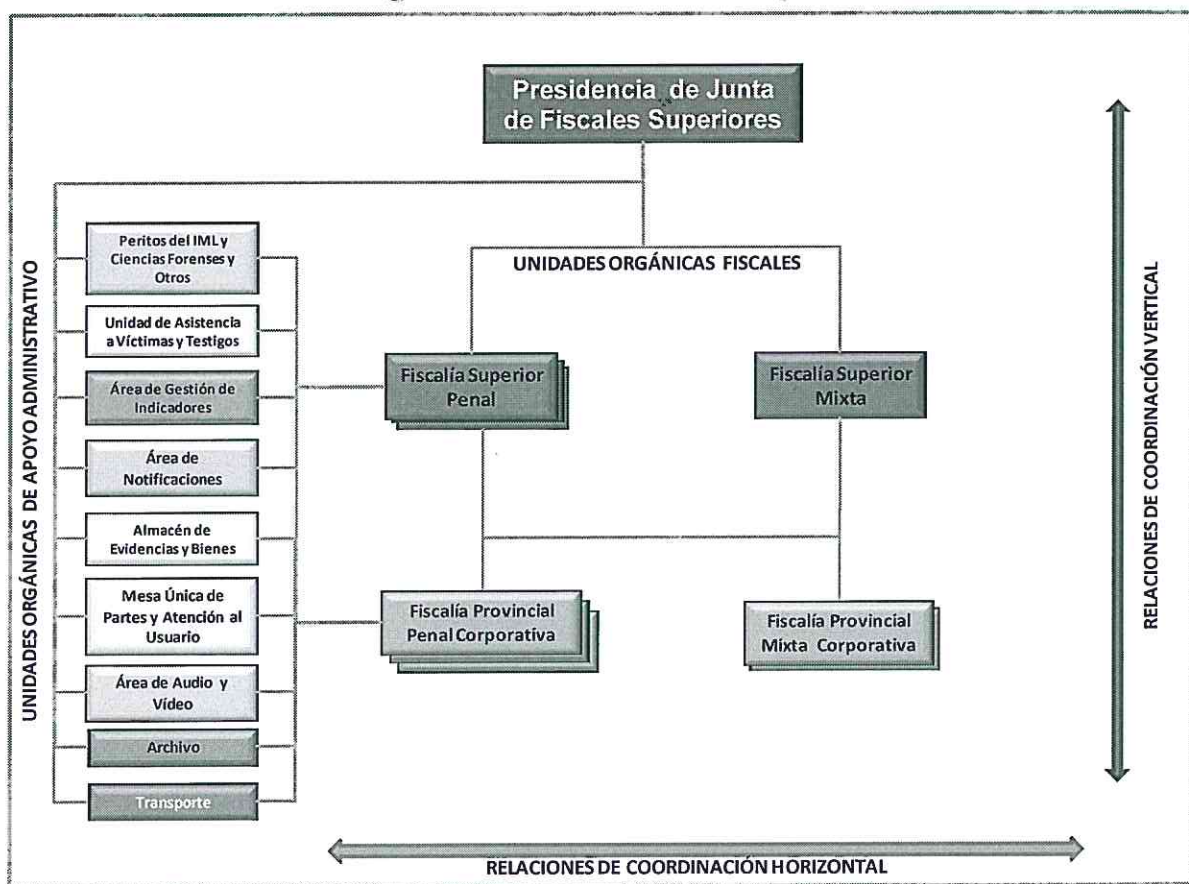 Presidencia de Junta
de Fiscales Superiores
UNIDADES ORGÁNICAS DE APOYO ADMINISTRATIVO
Peritos del IML y
Ciencias Forenses y
Otros
Unidad de Asistencia
a Víctimas y Testigos
Área de Gestión de
Indicadores
Área de
Notificaciones
Almacén de
Evidencias y Bienes
Mesa Única de
Partes y Atención al
Usuario
Área de Audio y
Vídeo
Archivo
Transporte
UNIDADES ORGÁNICAS FISCALES
Fiscalía Superior
Penal
Fiscalía Superior
Mixta
Fiscalía Provincial
Penal Corporativa
Fiscalía Provincial
Mixta Corporativa
RELACIONES DE COORDINACIÓN VERTICAL
RELACIONES DE COORDINACIÓN HORIZONTAL